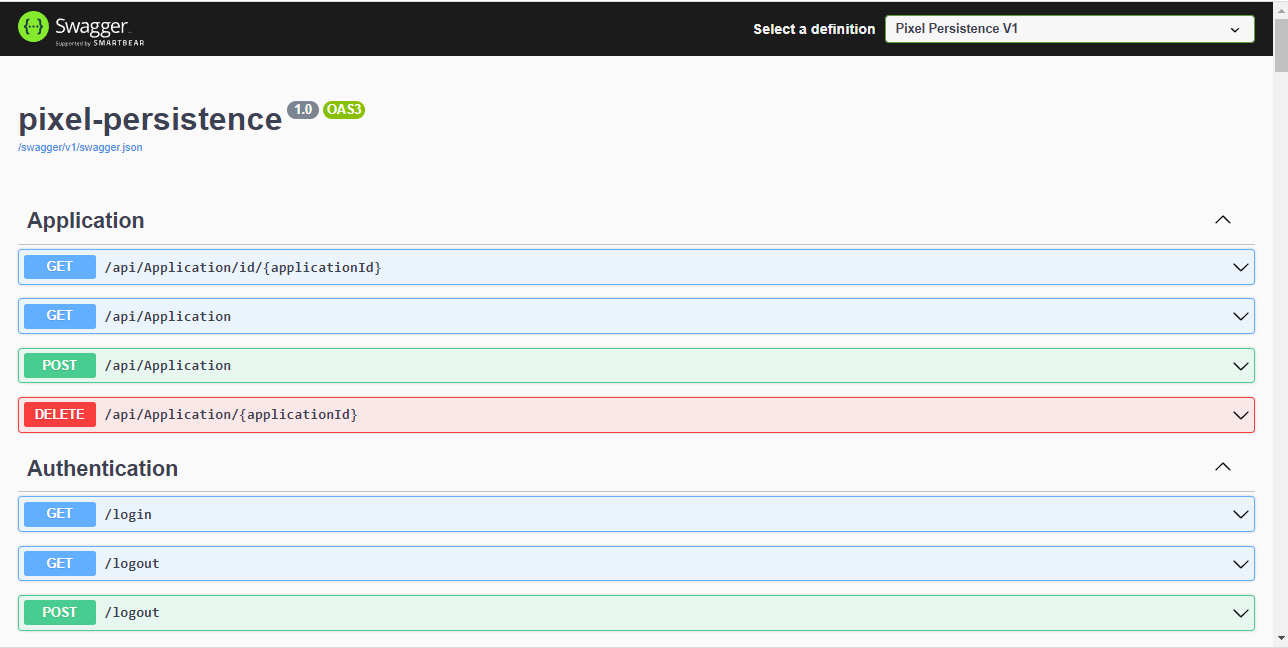 Swagger
Supported by SMARTBEAR
Select a definition
Pixel Persistence V1
pixel-persistence 1.0 OAS3
/swagger/v1/swagger.json
Application
GET /api/Application/id/{applicationId}
GET /api/Application
POST /api/Application
DELETE /api/Application/{applicationId}
Authentication
GET /login
GET /logout
POST /logout